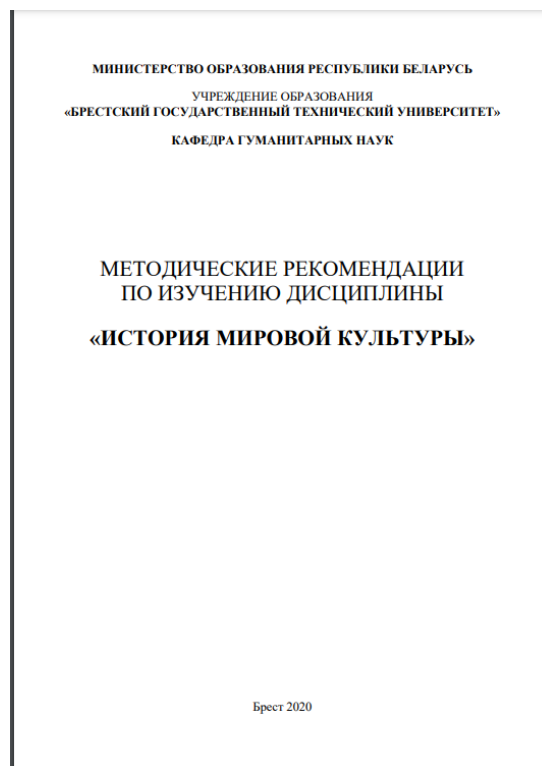 МИНИСТЕРСТВО ОБРАЗОВАНИЯ РЕСПУБЛИКИ БЕЛАРУСЬ
УЧРЕЖДЕНИЕ ОБРАЗОВАНИЯ
«БРЕСТСКИЙ ГОСУДАРСТВЕННЫЙ ТЕХНИЧЕСКИЙ УНИВЕРСИТЕТ»
КАФЕДРА ГУМАНИТАРНЫХ НАУК
МЕТОДИЧЕСКИЕ РЕКОМЕНДАЦИИ
ПО ИЗУЧЕНИЮ ДИСЦИПЛИНЫ
«ИСТОРИЯ МИРОВОЙ КУЛЬТУРЫ»
Брест 2020